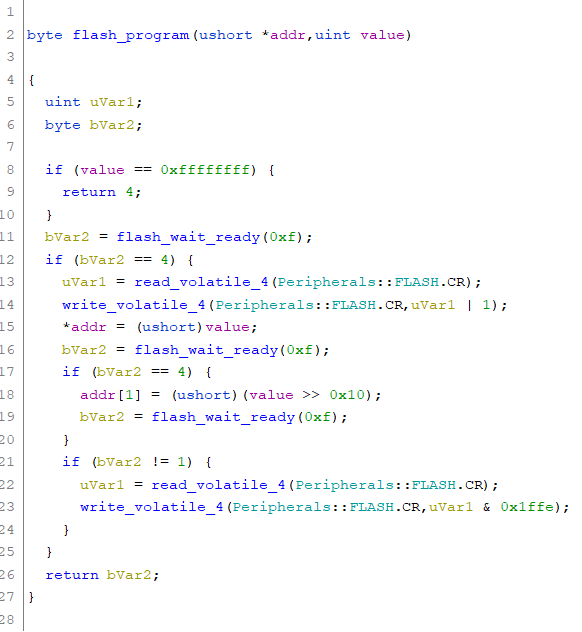 1
2 byte flash_program(ushort *addr,uint value)
3
4 {
5   uint uVar1;
6   byte bVar2;
7
8   if (value == 0xffffffff) {
9     return 4;
10   }
11   bVar2 = flash_wait_ready(0xf);
12   if (bVar2 == 4) {
13     uVar1 = read_volatile_4(Peripherals::FLASH.CR);
14     write_volatile_4(Peripherals::FLASH.CR,uVar1 | 1);
15     *addr = (ushort)value;
16     bVar2 = flash_wait_ready(0xf);
17     if (bVar2 == 4) {
18       addr[1] = (ushort)(value >> 0x10);
19       bVar2 = flash_wait_ready(0xf);
20     }
21     if (bVar2 != 1) {
22       uVar1 = read_volatile_4(Peripherals::FLASH.CR);
23       write_volatile_4(Peripherals::FLASH.CR,uVar1 & 0x1ffe);
24     }
25   }
26   return bVar2;
27 }
28